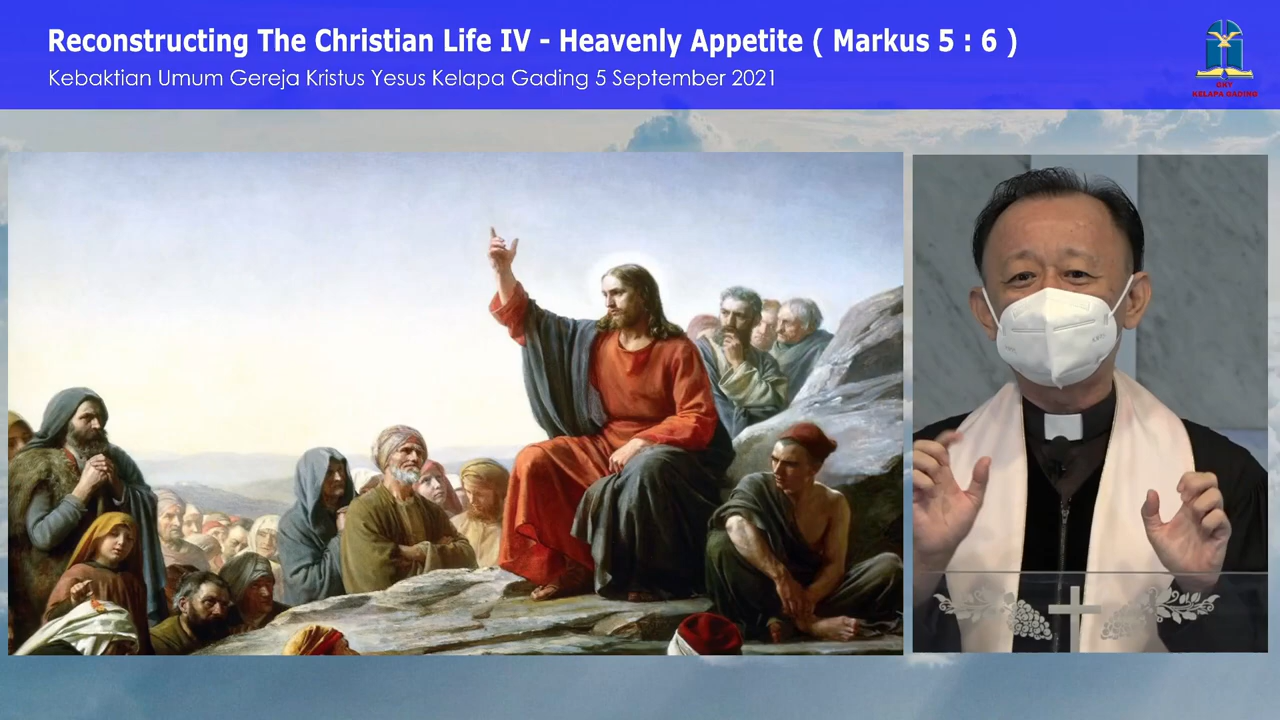 Reconstructing The Christian Life IV - Heavenly Appetite ( Markus 5 : 6 )
Kebaktian Umum Gereja Kristus Yesus Kelapa Gading 5 September 2021
GKY
KELAPA GADING